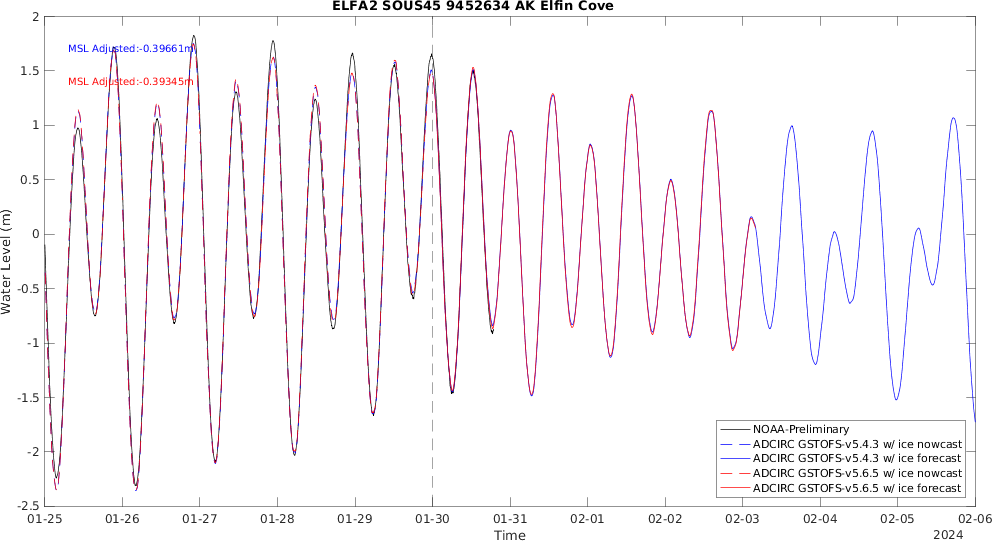 ELFA2 SOUS45 9452634 AK Elfin Cove
MSL Adjusted:-0.39661m
MSL Adjusted:-0.39345m
Water Level (m)
2
1.5
1
0.5
0
-0.5
-1
-1.5
-2
-2.5
NOAA-Preliminary
ADCIRC GSTOFS-v5.4.3 w/ ice nowcast
ADCIRC GSTOFS-v5.4.3 w/ ice forecast
ADCIRC GSTOFS-v5.6.5 w/ ice nowcast
ADCIRC GSTOFS-v5.6.5 w/ ice forecast
01-25 01-26 01-27 01-28 01-29 01-30 01-31 02-01 02-02 02-03 02-04 02-05 02-06
Time
2024